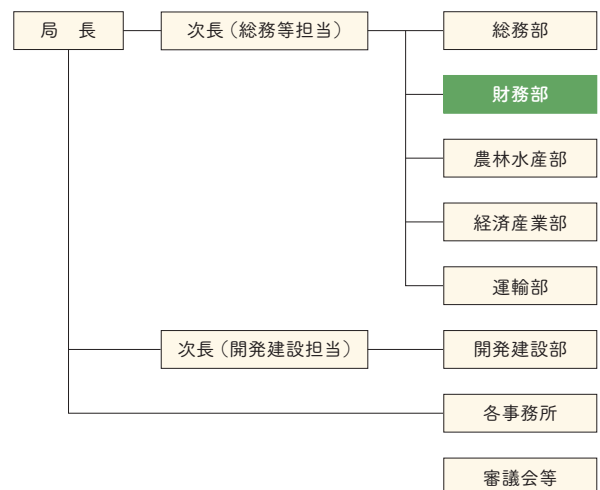 局　長
次長（総務等担当）
総務部
財務部
農林水産部
経済産業部
運輸部
次長（開発建設担当）
開発建設部
各事務所
審議会等